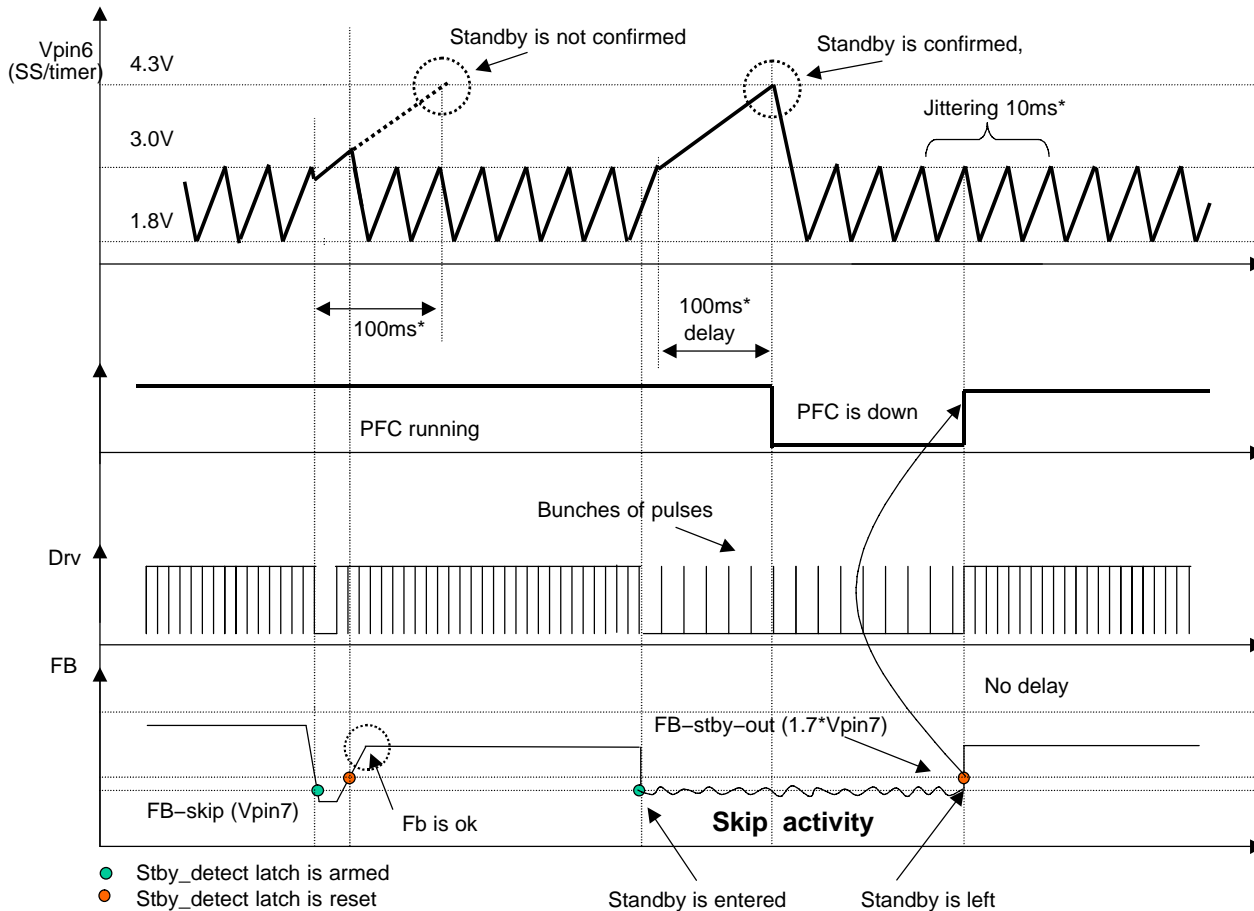 Vpin6
(SS/timer)
4.3V
3.0V
1.8V
Standby is not confirmed
Standby is confirmed,
Jittering 10ms*
100ms*
100ms*
delay
PFC running
PFC is down
Bunches of pulses
Drv
FB
No delay
FB−stby−out (1.7*Vpin7)
FB−skip (Vpin7)
Fb is ok
Skip activity
Stby_detect latch is armed
Stby_detect latch is reset
Standby is entered
Standby is left